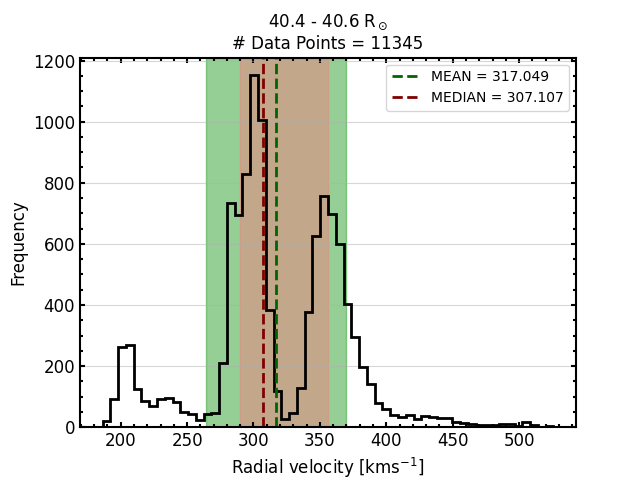 40.4 - 40.6 R⊙
# Data Points = 11345
MEAN = 317.049
MEDIAN = 307.107
Frequency
1200
1000
800
600
400
200
0
200 250 300 350 400 450 500
Radial velocity [kms⁻¹]